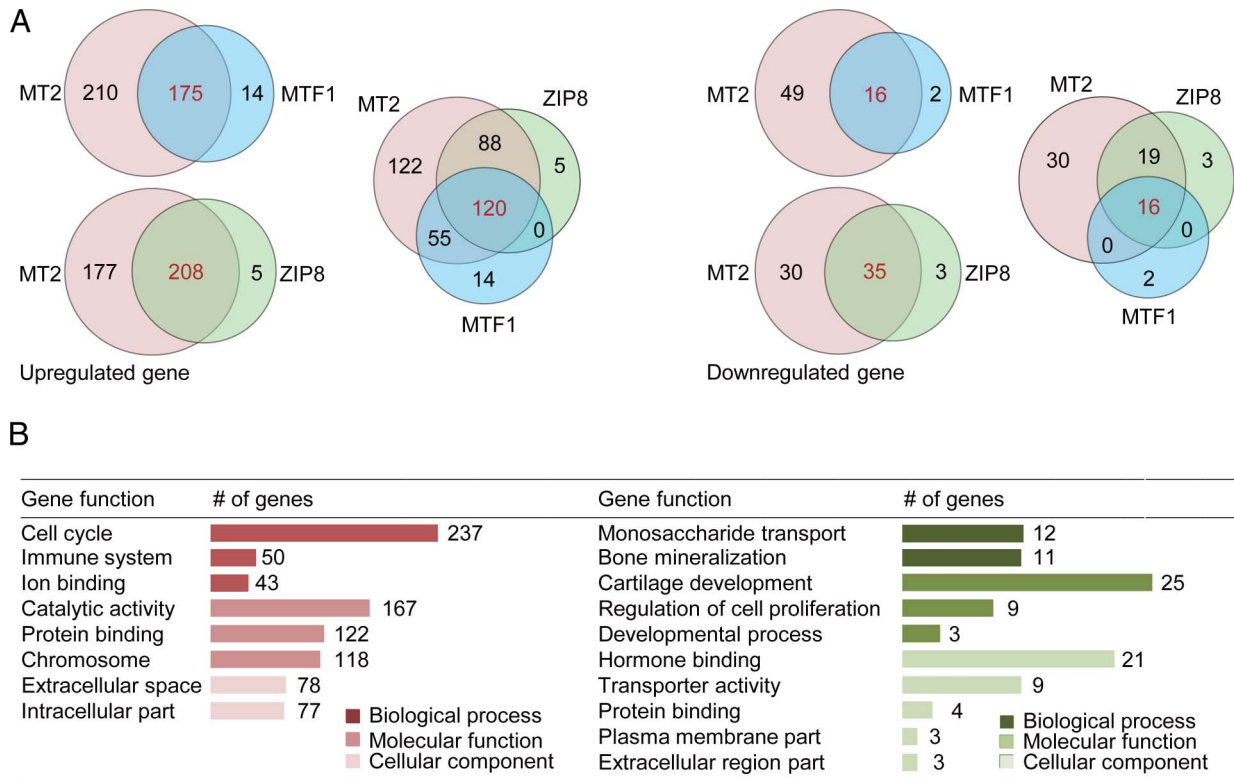 A
MT2 210 175 14 MTF1
MT2 177 208 5 ZIP8
MT2
ZIP8
122 88 5
120
55 0
14
MTF1
Upregulated gene
MT2 49 16 2 MTF1
MT2 30 35 3 ZIP8
MT2
ZIP8
30 19 3
16
0 0
2
MTF1
Downregulated gene
B
Gene function # of genes
Cell cycle 237
Immune system 50
Ion binding 43
Catalytic activity 167
Protein binding 122
Chromosome 118
Extracellular space 78
Intracellular part 77
Biological process
Molecular function
Cellular component
Gene function # of genes
Monosaccharide transport 12
Bone mineralization 11
Cartilage development 25
Regulation of cell proliferation 9
Developmental process 3
Hormone binding 21
Transporter activity 9
Protein binding 4
Plasma membrane part 3
Extracellular region part 3
Biological process
Molecular function
Cellular component